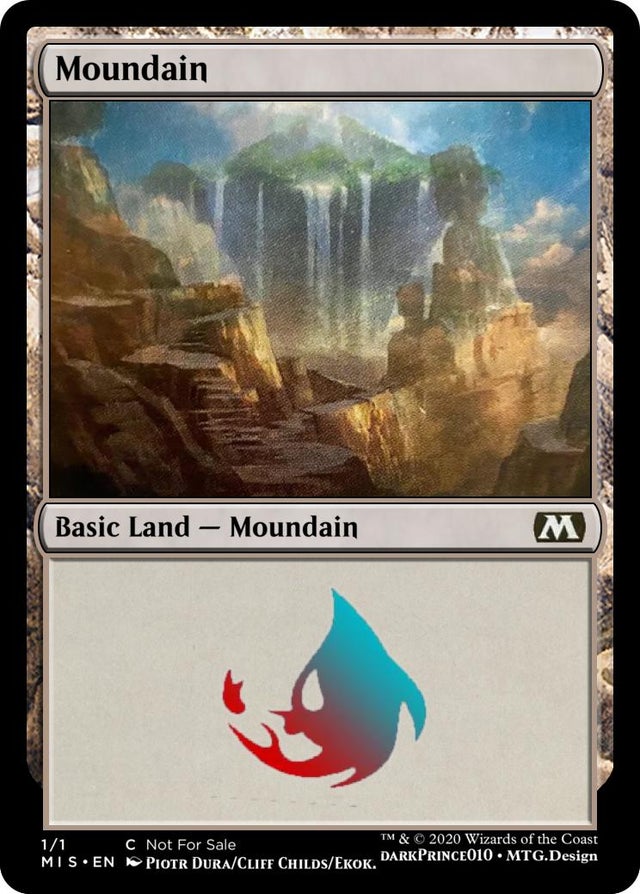 Moundain
Basic Land — Moundain
M
1/1 C Not For Sale
MIS • EN Piotr Dura/Cliff Childs/Ekok.
™ & © 2020 Wizards of the Coast
darkPrince010 • MTG.Design